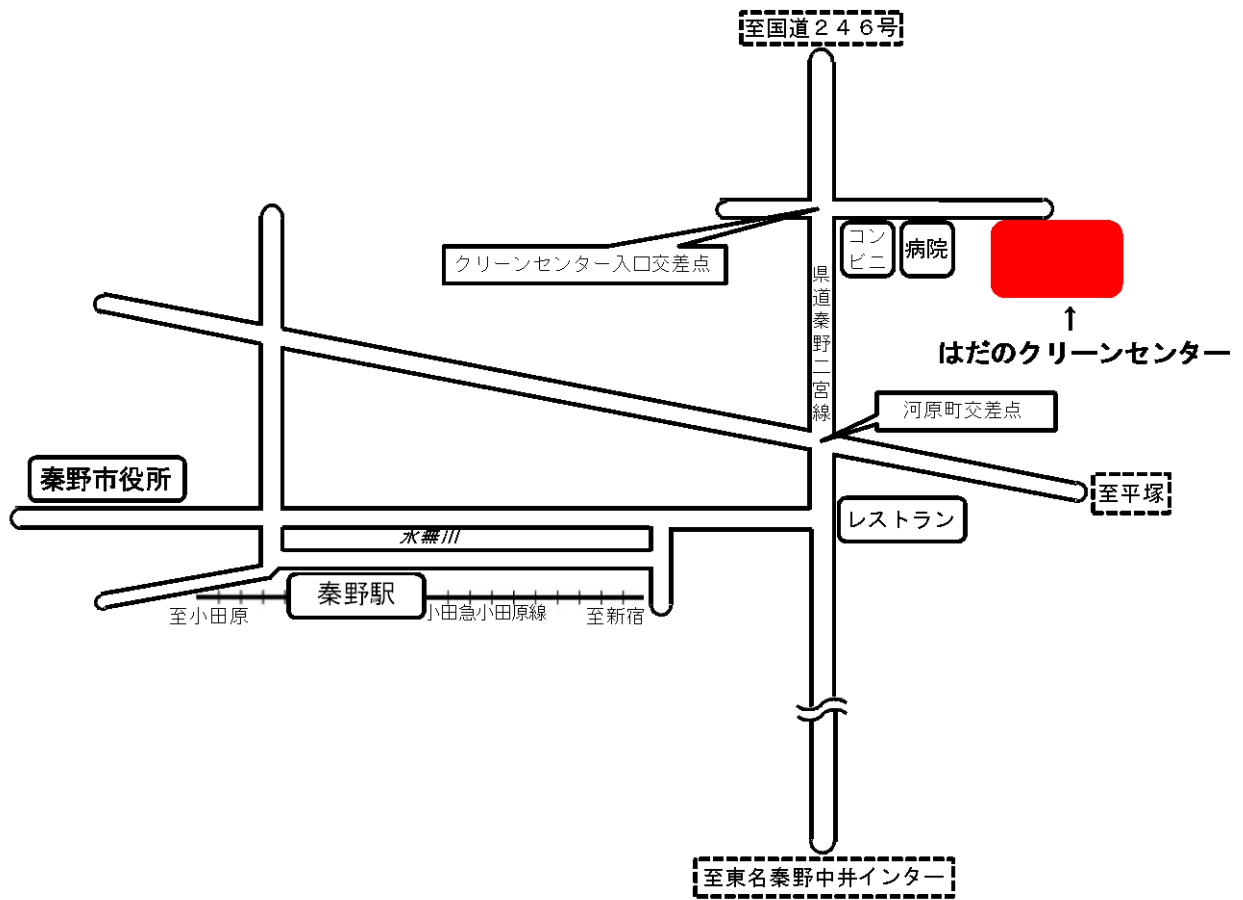 至国道２４６号
コン
ビニ
病院
クリーンセンター入口交差点
県道秦野二宮線
↑
はだのクリーンセンター
河原町交差点
秦野市役所
至平塚
レストラン
水無川
秦野駅
至小田原
小田急小田原線
至新宿
至東名秦野中井インター